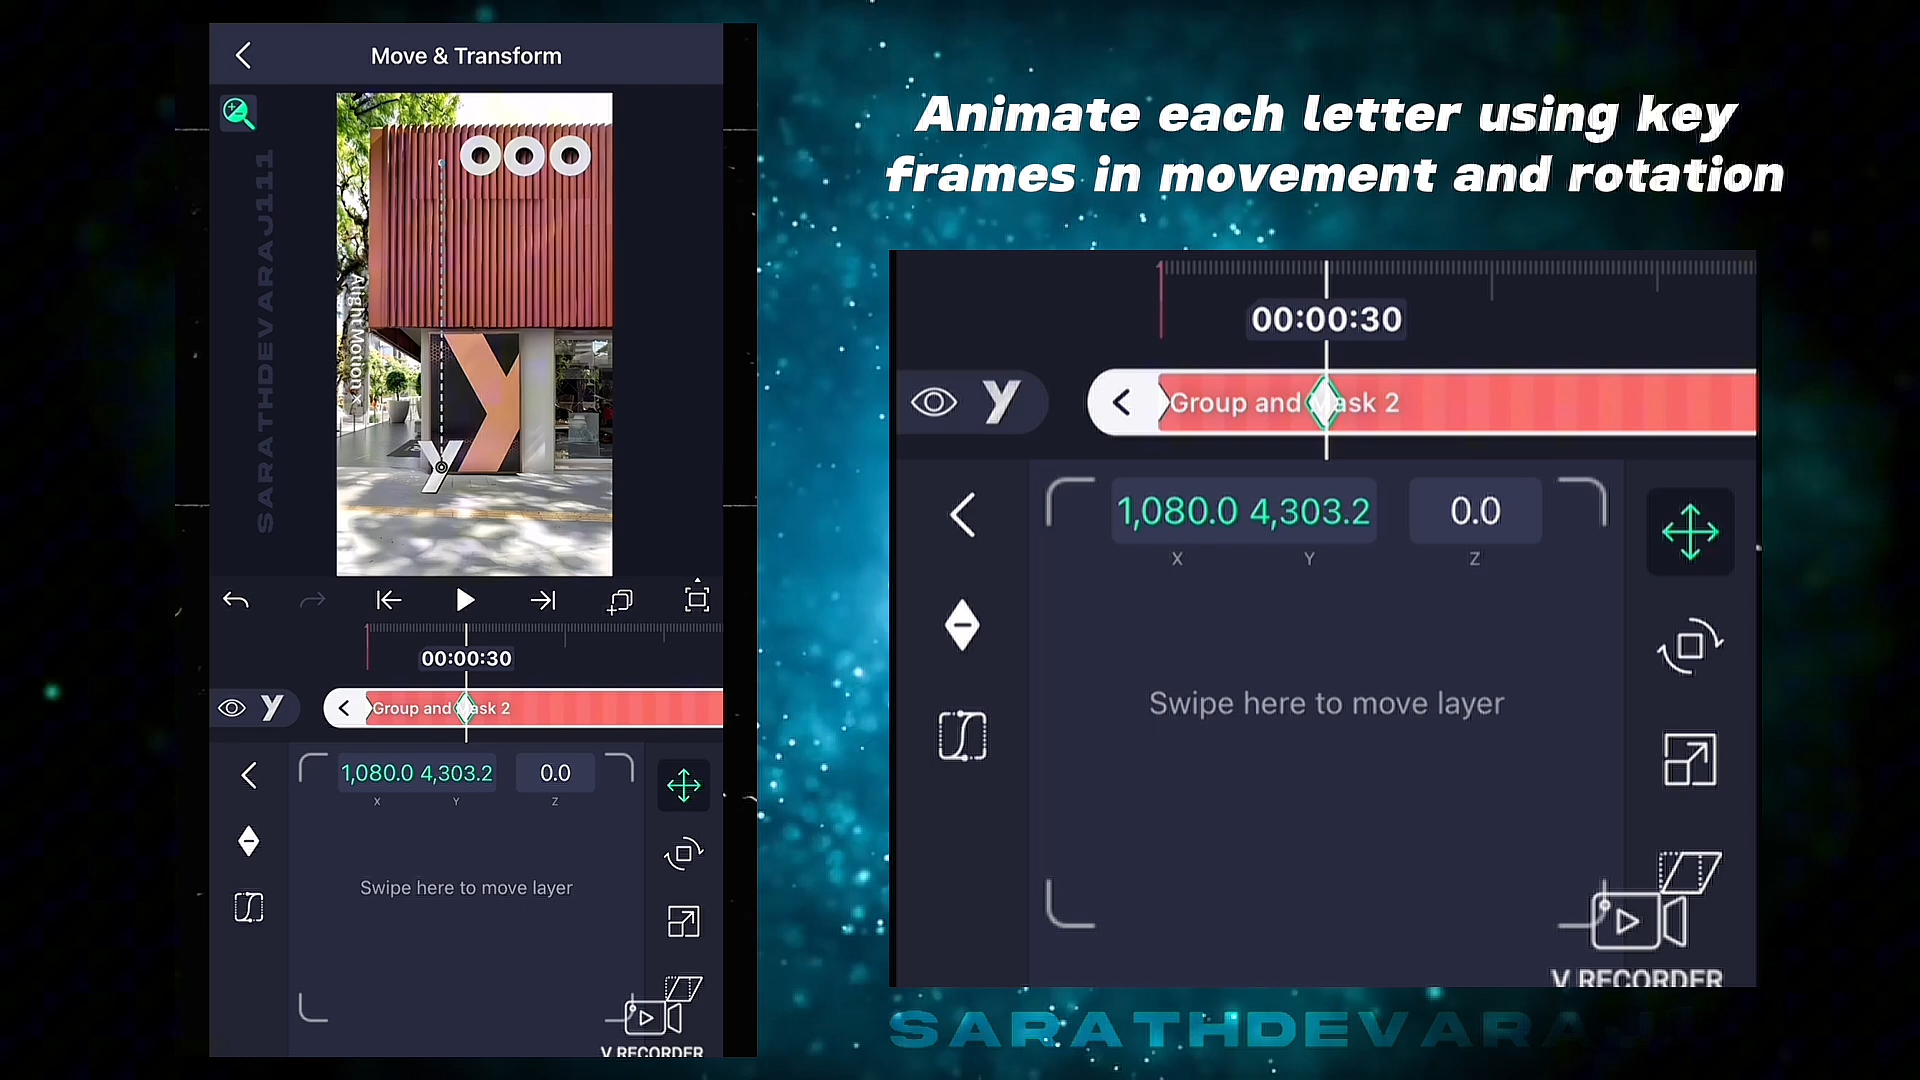 Move & Transform
SARATHDEVARAJ111
Alight Motion
y
ooo
y
00:00:30
y
Group and Mask 2
1,080.0 4,303.2 0.0
X Y Z
Swipe here to move layer
V RECORDER
Animate each letter using key
frames in movement and rotation
00:00:30
y
Group and Mask 2
1,080.0 4,303.2 0.0
X Y Z
Swipe here to move layer
V RECORDER
SARATHDEVARAJ1